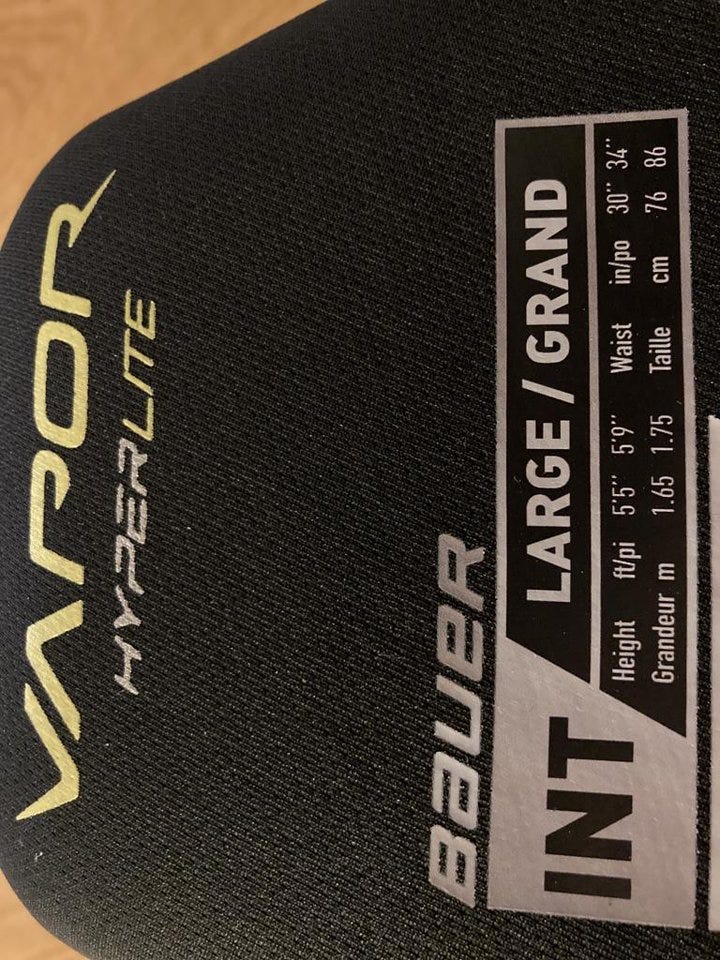 VAPOR
HYPERLITE
BAUER
INT
LARGE / GRAND
Height ft/pi 5'5" 5'9" Waist in/po 30" 34"
Grandeur m 1.65 1.75 Taille cm 76 86